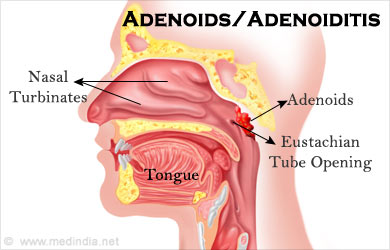 ADENOIDS/ADENOIDITIS
Nasal
Turbinates
Adenoids
Eustachian
Tube Opening
Tongue
© www.medindia.net